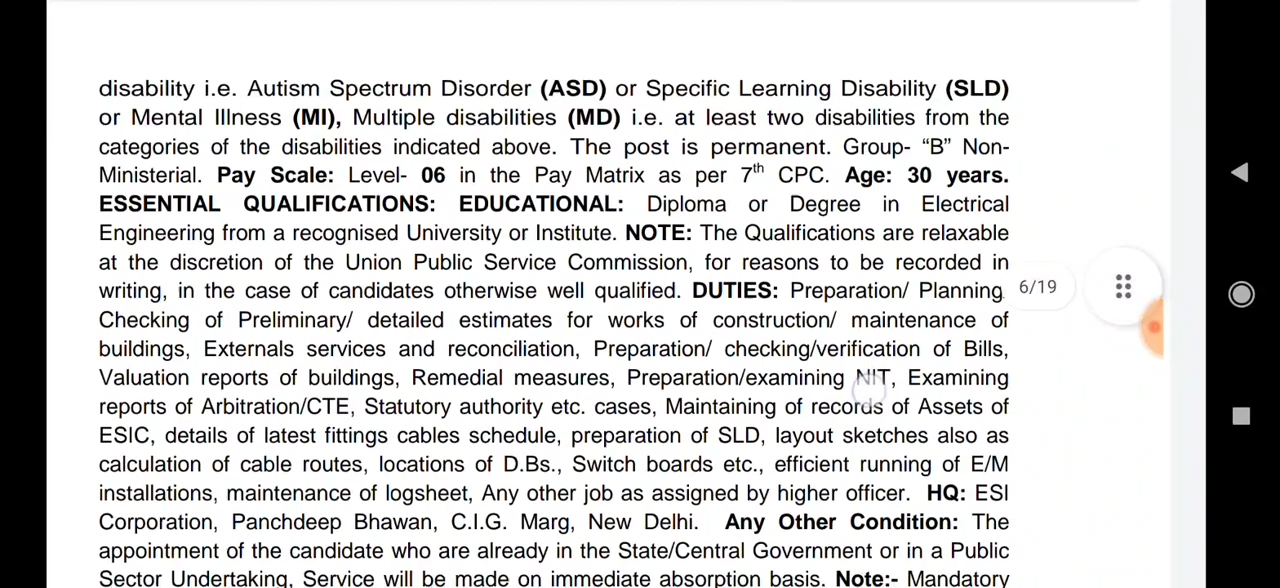 disability i.e. Autism Spectrum Disorder (ASD) or Specific Learning Disability (SLD)
or Mental Illness (MI), Multiple disabilities (MD) i.e. at least two disabilities from the
categories of the disabilities indicated above. The post is permanent. Group- “B” Non-
Ministerial. Pay Scale: Level- 06 in the Pay Matrix as per 7th CPC. Age: 30 years.
ESSENTIAL QUALIFICATIONS: EDUCATIONAL: Diploma or Degree in Electrical
Engineering from a recognised University or Institute. NOTE: The Qualifications are relaxable
at the discretion of the Union Public Service Commission, for reasons to be recorded in
writing, in the case of candidates otherwise well qualified. DUTIES: Preparation/ Planning
6/19
Checking of Preliminary/ detailed estimates for works of construction/ maintenance of
buildings, Externals services and reconciliation, Preparation/ checking/verification of Bills,
Valuation reports of buildings, Remedial measures, Preparation/examining NIT, Examining
reports of Arbitration/CTE, Statutory authority etc. cases, Maintaining of records of Assets of
ESIC, details of latest fittings cables schedule, preparation of SLD, layout sketches also as
calculation of cable routes, locations of D.Bs., Switch boards etc., efficient running of E/M
installations, maintenance of logsheet, Any other job as assigned by higher officer. HQ: ESI
Corporation, Panchdeep Bhawan, C.I.G. Marg, New Delhi. Any Other Condition: The
appointment of the candidate who are already in the State/Central Government or in a Public
Sector Undertaking, Service will be made on immediate absorption basis. Note:- Mandatory